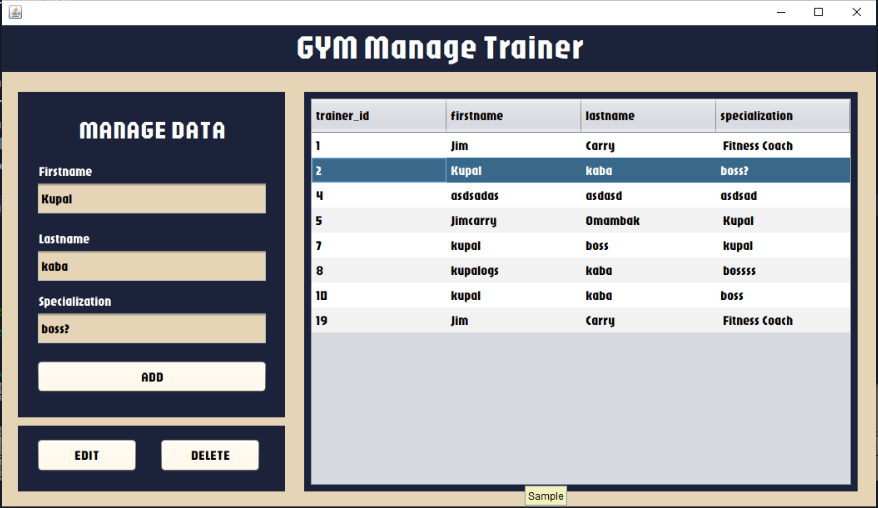 GYM Manage Trainer
MANAGE DATA
Firstname
Kupal
Lastname
kaba
Specialization
boss?
ADD
EDIT DELETE
trainer_id firstname lastname specialization
1 Jim Carry Fitness Coach
2 Kupal kaba boss?
4 asdsadas asdasd asdsad
5 Jimcarry Omambak Kupal
7 kupal boss kupal
8 kupalogs kaba bossss
10 kupal kaba boss
19 Jim Carry Fitness Coach
Sample